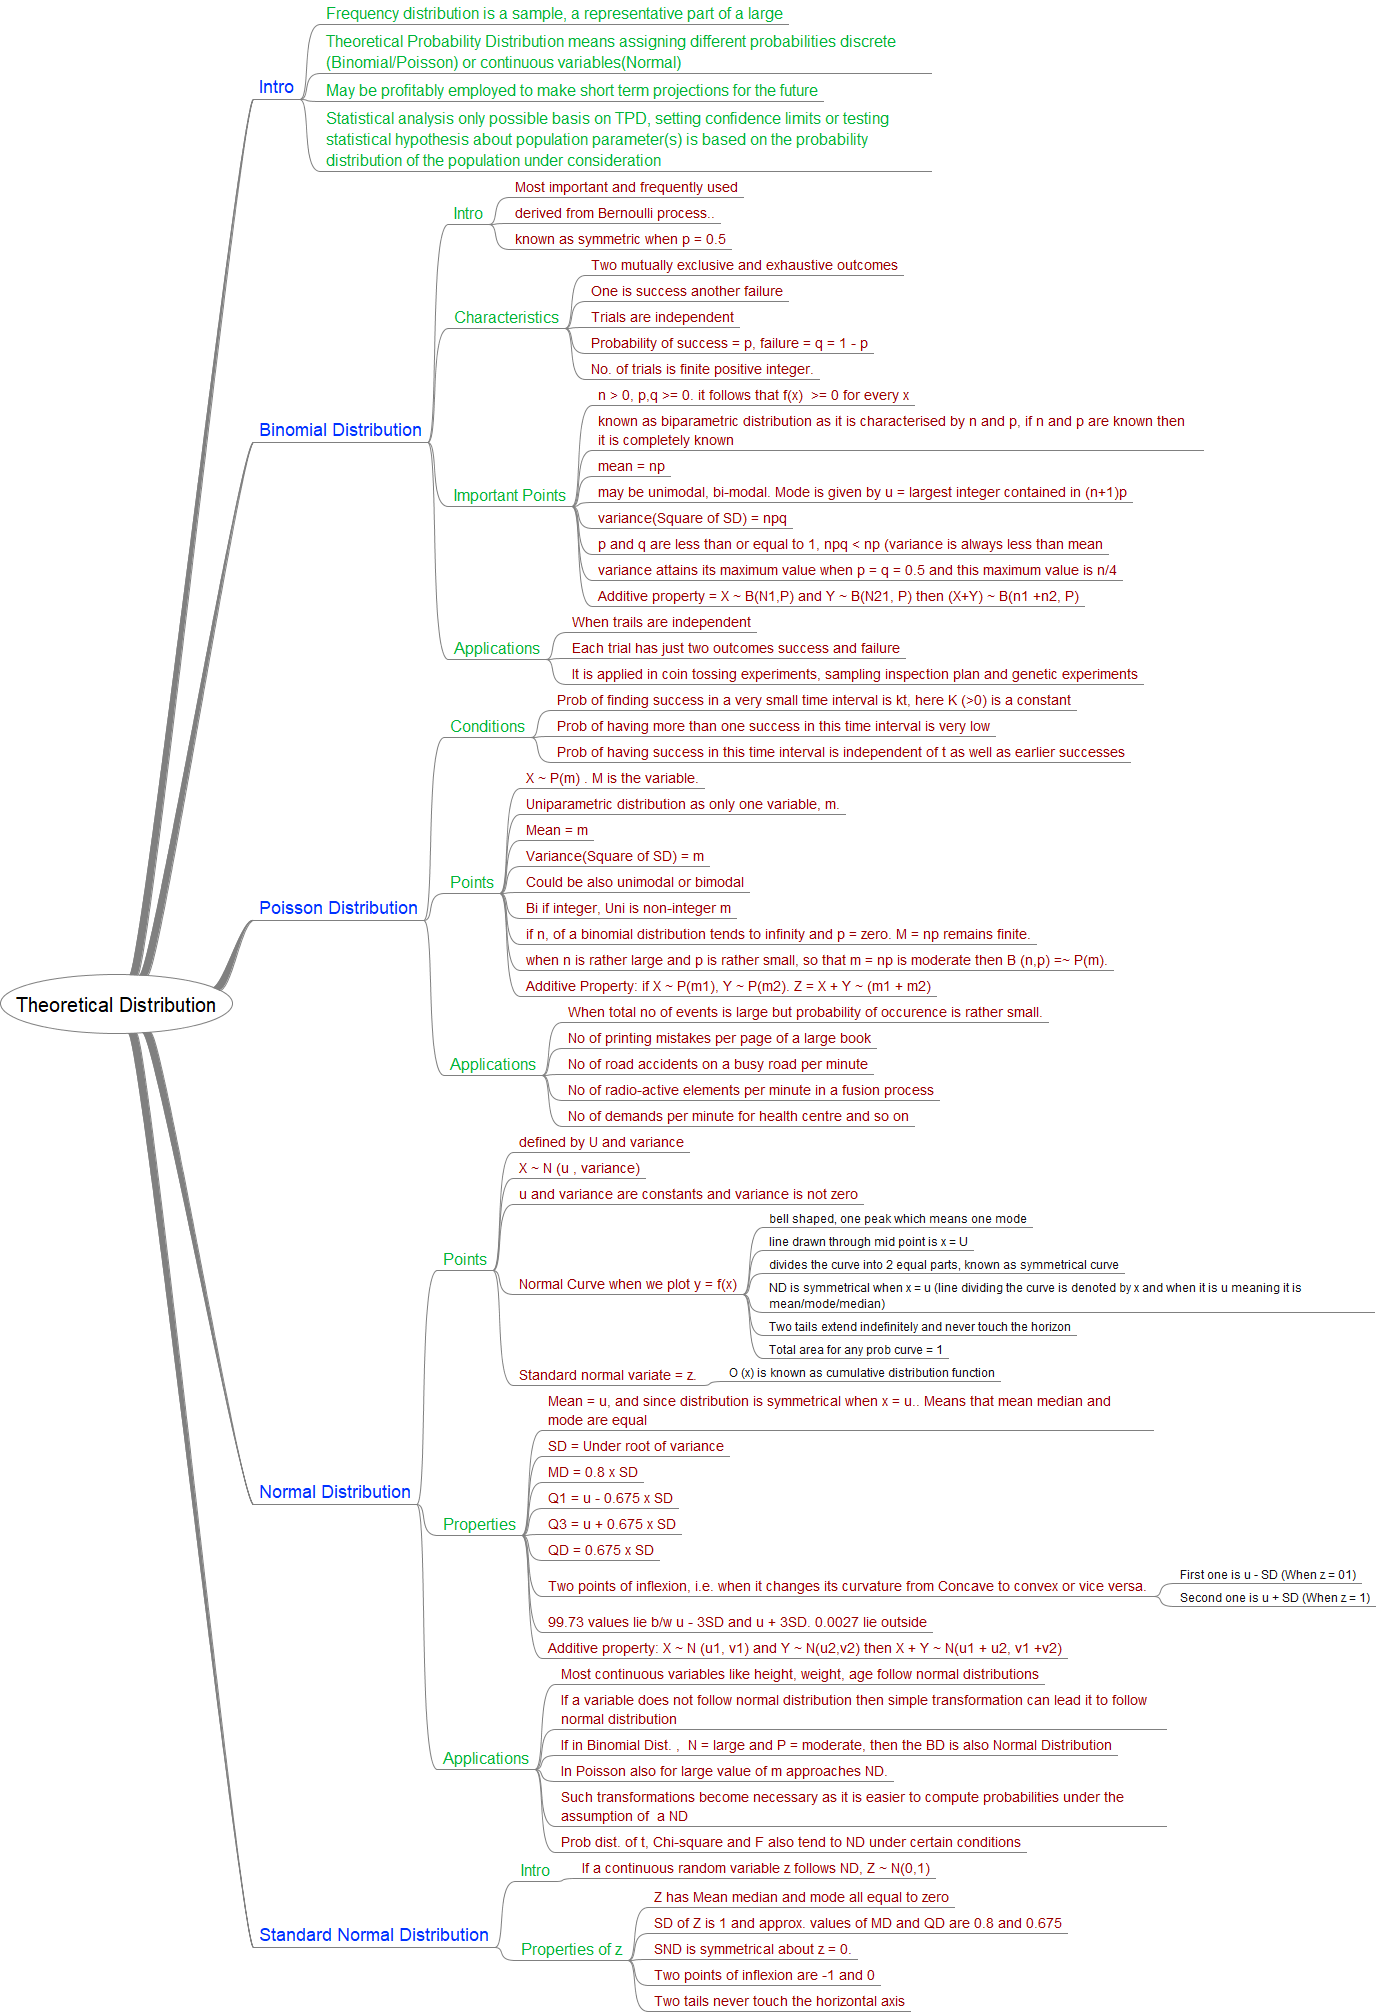 Frequency distribution is a sample, a representative part of a large
Theoretical Probability Distribution means assigning different probabilities discrete
(Binomial/Poisson) or continuous variables(Normal)
Intro
May be profitably employed to make short term projections for the future
Statistical analysis only possible basis on TPD, setting confidence limits or testing
statistical hypothesis about population parameter(s) is based on the probability
distribution of the population under consideration
Most important and frequently used
Intro
derived from Bernoulli process..
known as symmetric when p = 0.5
Two mutually exclusive and exhaustive outcomes
One is success another failure
Characteristics
Trials are independent
Probability of success = p, failure = q = 1 - p
No. of trials is finite positive integer.
Binomial Distribution
n > 0, p,q >= 0. it follows that f(x)  >= 0 for every x
known as biparametric distribution as it is characterised by n and p, if n and p are known then
it is completely known
mean = np
Important Points
may be unimodal, bi-modal. Mode is given by u = largest integer contained in (n+1)p
variance(Square of SD) = npq
p and q are less than or equal to 1, npq < np (variance is always less than mean
variance attains its maximum value when p = q = 0.5 and this maximum value is n/4
Additive property = X ~ B(N1,P) and Y ~ B(N21, P) then (X+Y) ~ B(n1 +n2, P)
When trails are independent
Applications
Each trial has just two outcomes success and failure
It is applied in coin tossing experiments, sampling inspection plan and genetic experiments
Prob of finding success in a very small time interval is kt, here K (>0) is a constant
Conditions
Prob of having more than one success in this time interval is very low
Prob of having success in this time interval is independent of t as well as earlier successes
X ~ P(m) . M is the variable.
Uniparametric distribution as only one variable, m.
Mean = m
Variance(Square of SD) = m
Points
Could be also unimodal or bimodal
Poisson Distribution
Bi if integer, Uni is non-integer m
if n, of a binomial distribution tends to infinity and p = zero. M = np remains finite.
when n is rather large and p is rather small, so that m = np is moderate then B (n,p) =~ P(m).
Additive Property: if X ~ P(m1), Y ~ P(m2). Z = X + Y ~ (m1 + m2)
Theoretical Distribution
When total no of events is large but probability of occurence is rather small.
No of printing mistakes per page of a large book
Applications
No of road accidents on a busy road per minute
No of radio-active elements per minute in a fusion process
No of demands per minute for health centre and so on
defined by U and variance
X ~ N (u , variance)
u and variance are constants and variance is not zero
Points
Normal Curve when we plot y = f(x)
bell shaped, one peak which means one mode
line drawn through mid point is x = U
divides the curve into 2 equal parts, known as symmetrical curve
ND is symmetrical when x = u (line dividing the curve is denoted by x and when it is u meaning it is
mean/mode/median)
Two tails extend indefinitely and never touch the horizon
Total area for any prob curve = 1
Standard normal variate = z.
O (x) is known as cumulative distribution function
Normal Distribution
Mean = u, and since distribution is symmetrical when x = u.. Means that mean median and
mode are equal
SD = Under root of variance
MD = 0.8 x SD
Q1 = u - 0.675 x SD
Properties
Q3 = u + 0.675 x SD
QD = 0.675 x SD
Two points of inflexion, i.e. when it changes its curvature from Concave to convex or vice versa.
First one is u - SD (When z = 01)
Second one is u + SD (When z = 1)
99.73 values lie b/w u - 3SD and u + 3SD. 0.0027 lie outside
Additive property: X ~ N (u1, v1) and Y ~ N(u2,v2) then X + Y ~ N(u1 + u2, v1 +v2)
Most continuous variables like height, weight, age follow normal distributions
If a variable does not follow normal distribution then simple transformation can lead it to follow
normal distribution
If in Binomial Dist. ,  N = large and P = moderate, then the BD is also Normal Distribution
Applications
In Poisson also for large value of m approaches ND.
Such transformations become necessary as it is easier to compute probabilities under the
assumption of  a ND
Prob dist. of t, Chi-square and F also tend to ND under certain conditions
Intro
If a continuous random variable z follows ND, Z ~ N(0,1)
Standard Normal Distribution
Z has Mean median and mode all equal to zero
SD of Z is 1 and approx. values of MD and QD are 0.8 and 0.675
Properties of z
SND is symmetrical about z = 0.
Two points of inflexion are -1 and 0
Two tails never touch the horizontal axis